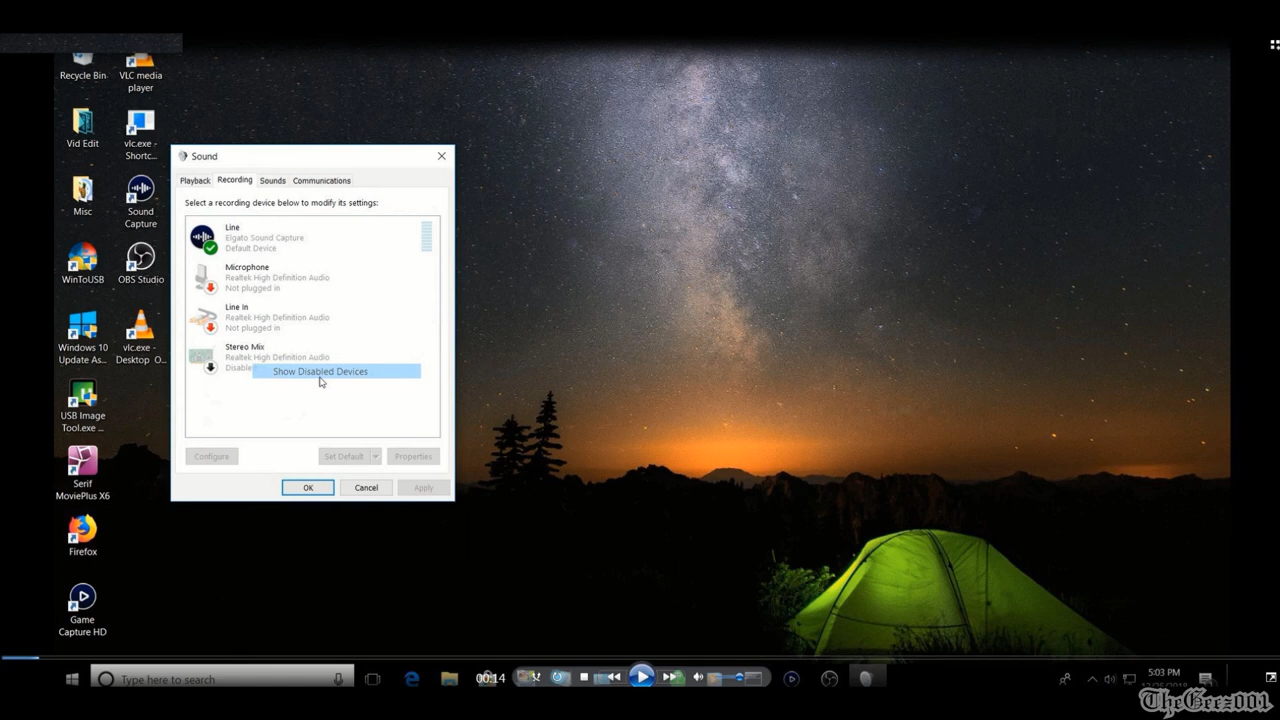 Recycle Bin
VLC media
player
Vid Edit
vlc.exe -
Shortc...
Misc
Sound
Capture
WinToUSB
OBS Studio
Windows 10
Update As...
vlc.exe -
Desktop_O...
USB Image
Tool.exe ...
Serif
MoviePlus X6
Firefox
Game
Capture HD
Sound
Playback
Recording
Sounds
Communications
Select a recording device below to modify its settings:
Line
Elgato Sound Capture
Default Device
Microphone
Realtek High Definition Audio
Not plugged in
Line In
Realtek High Definition Audio
Not plugged in
Stereo Mix
Realtek High Definition Audio
Disable
Show Disabled Devices
Configure
Set Default
Properties
OK
Cancel
Apply
Type here to search
00:14
5:03 PM
TheGeez001